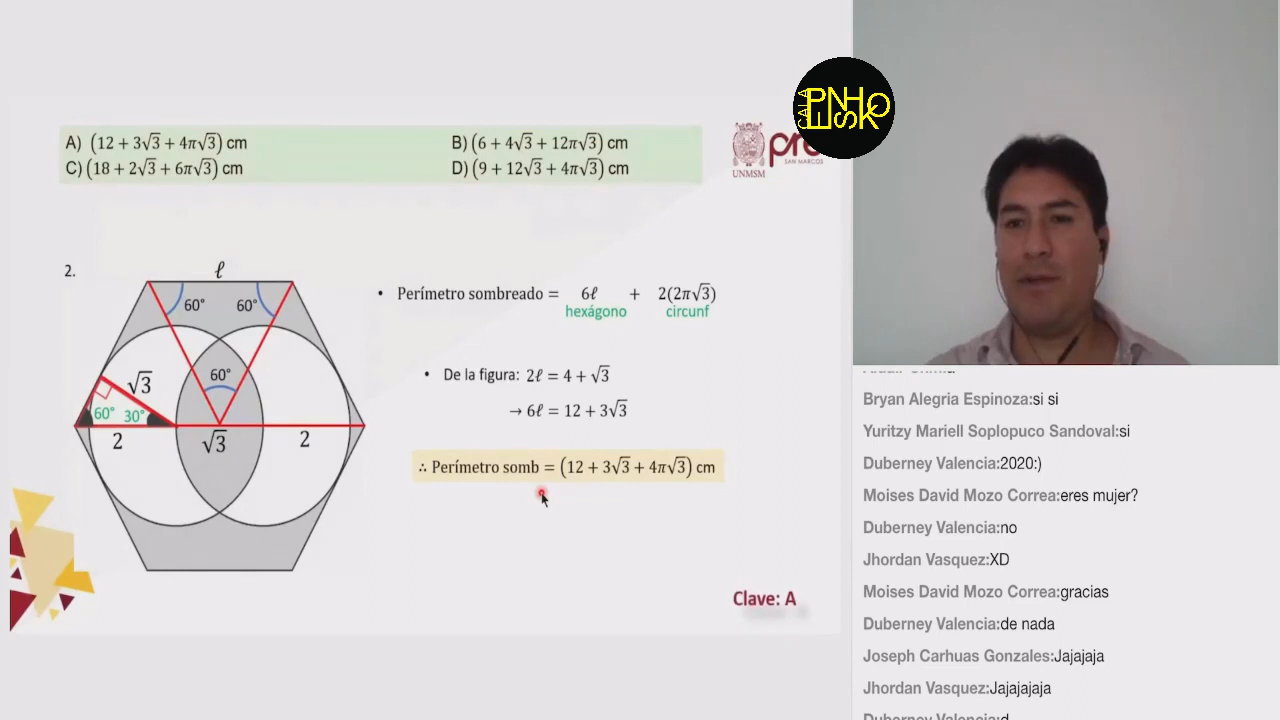 A) (12 + 3√3 + 4π√3) cm
B) (6 + 4√3 + 12π√3) cm
C) (18 + 2√3 + 6π√3) cm
D) (9 + 12√3 + 4π√3) cm
UNMSM
SAN MARCOS
CALA
PENHOSK
2.
ℓ
60°
60°
60°
√3
60°
30°
2
√3
2
• Perímetro sombreado = 6ℓ + 2(2π√3)
hexágono
circunf
• De la figura: 2ℓ = 4 + √3
→ 6ℓ = 12 + 3√3
∴ Perímetro somb = (12 + 3√3 + 4π√3) cm
Clave: A
Bryan Alegria Espinoza:si si
Yuritzy Mariell Soplopuco Sandoval:si
Duberney Valencia:2020:)
Moises David Mozo Correa:eres mujer?
Duberney Valencia:no
Jhordan Vasquez:XD
Moises David Mozo Correa:gracias
Duberney Valencia:de nada
Joseph Carhuas Gonzales:Jajajaja
Jhordan Vasquez:Jajajajaja
Duberney Valencia:d